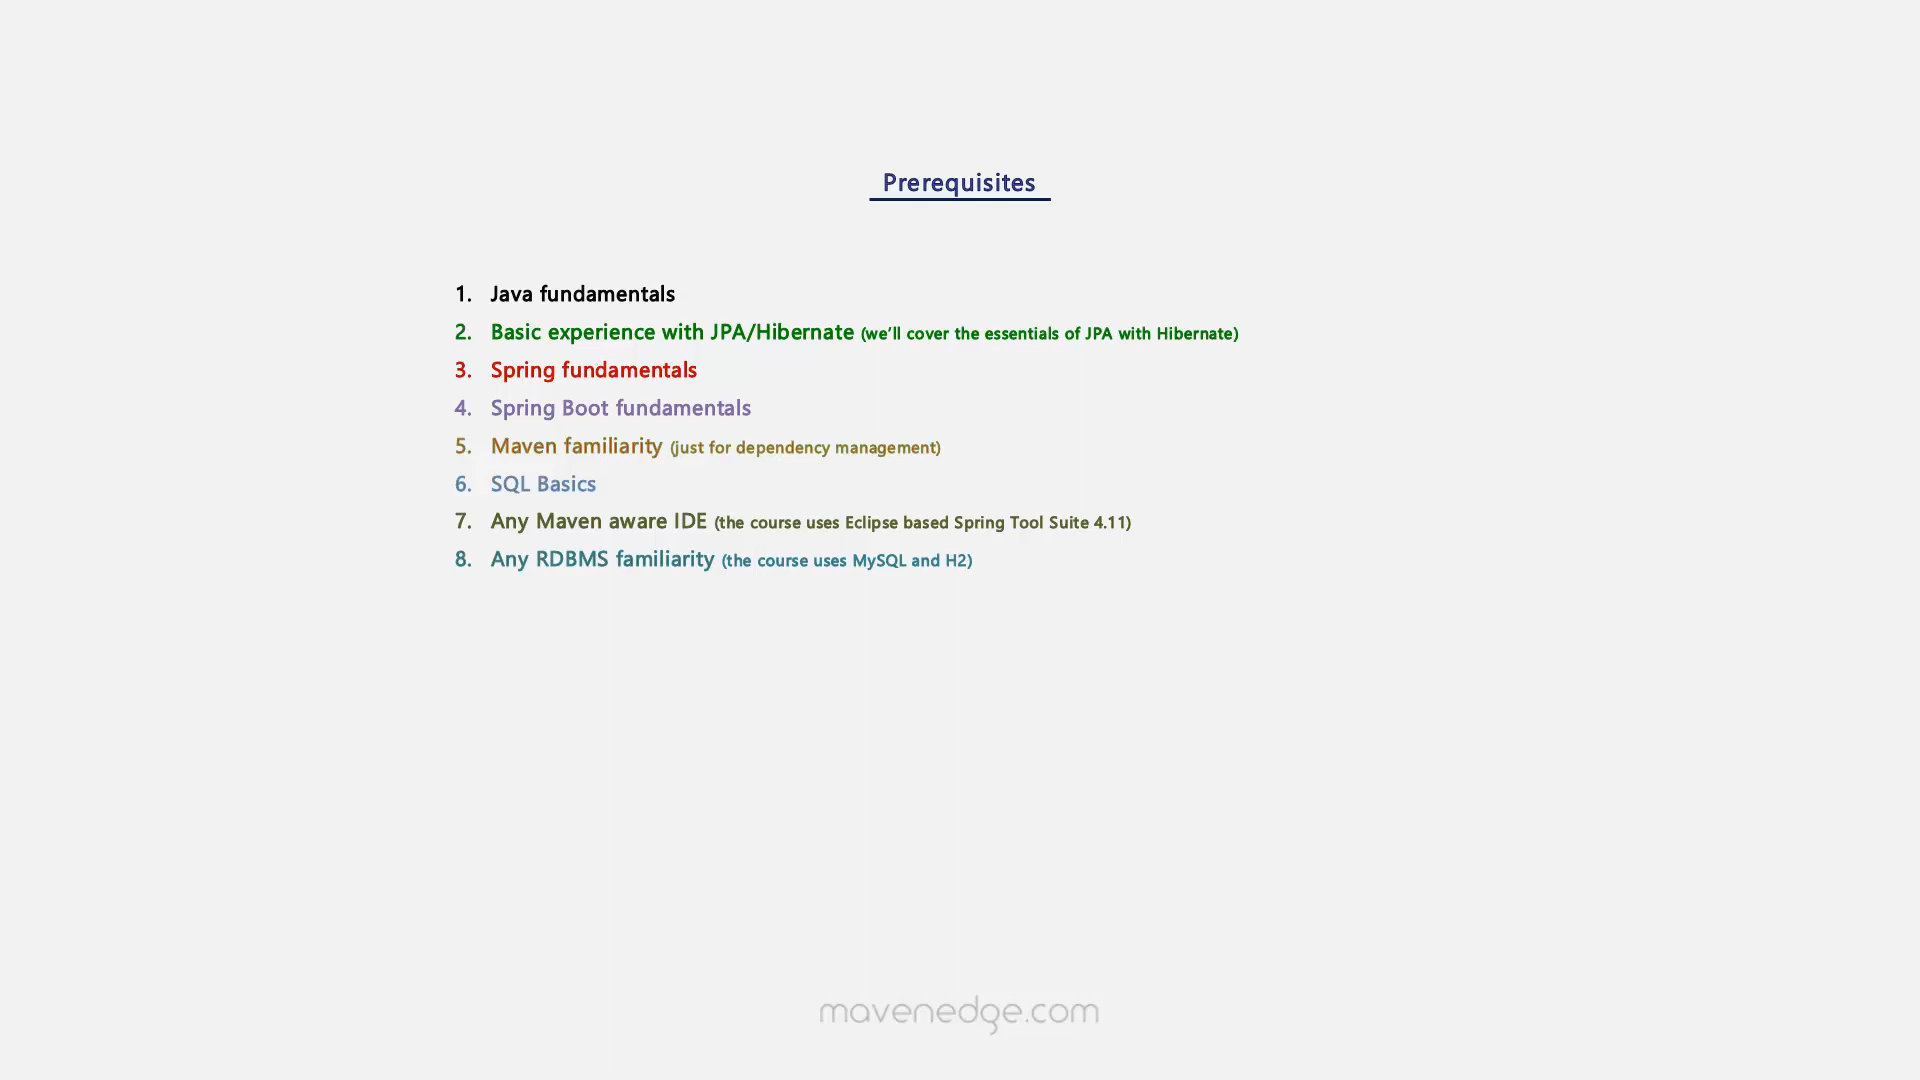 Prerequisites
1. Java fundamentals
2. Basic experience with JPA/Hibernate (we’ll cover the essentials of JPA with Hibernate)
3. Spring fundamentals
4. Spring Boot fundamentals
5. Maven familiarity (just for dependency management)
6. SQL Basics
7. Any Maven aware IDE (the course uses Eclipse based Spring Tool Suite 4.11)
8. Any RDBMS familiarity (the course uses MySQL and H2)
mavenedge.com